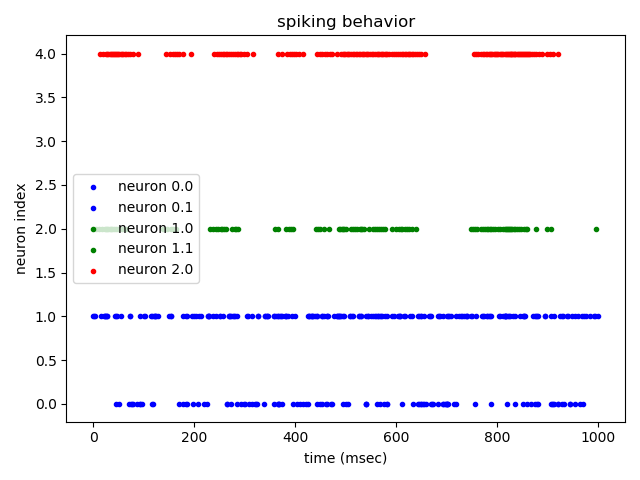 spiking behavior
4.0
3.5
3.0
2.5
2.0
1.5
1.0
0.5
0.0
neuron index
neuron 0.0
neuron 0.1
neuron 1.0
neuron 1.1
neuron 2.0
0 200 400 600 800 1000
time (msec)